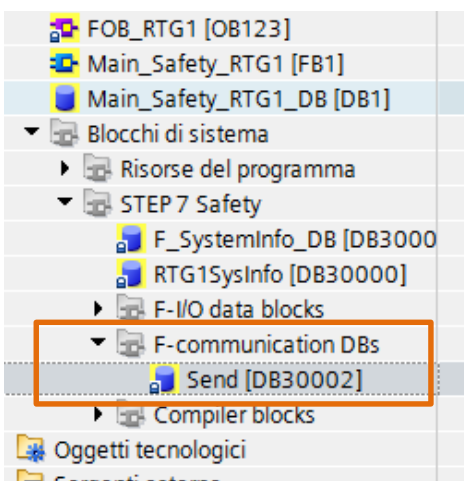 FOB_RTG1 [OB123]
Main_Safety_RTG1 [FB1]
Main_Safety_RTG1_DB [DB1]
Blocchi di sistema
Risorse del programma
STEP 7 Safety
F_SystemInfo_DB [DB3000
RTG1SysInfo [DB30000]
F-I/O data blocks
F-communication DBs
Send [DB30002]
Compiler blocks
Oggetti tecnologici